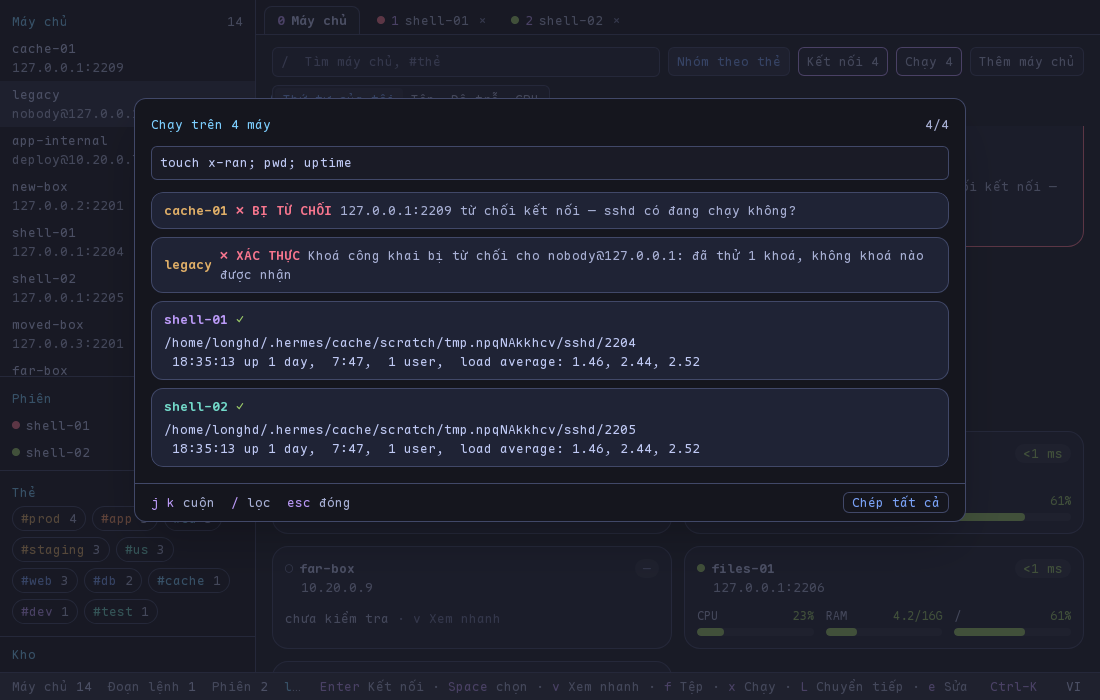 Máy chủ 14
cache-01
127.0.0.1:2209
legacy
nobody@127.0.0.
app-internal
deploy@10.20.0.
new-box
127.0.0.2:2201
shell-01
127.0.0.1:2204
shell-02
127.0.0.1:2205
moved-box
127.0.0.3:2201
far-box
Phiên
shell-01
shell-02
Thẻ
#prod 4 #app
#staging 3 #us 3
#web 3 #db 2 #cache 1
#dev 1 #test 1
Kho
0 Máy chủ 1 shell-01 × 2 shell-02 ×
/ Tìm máy chủ, #thẻ Nhóm theo thẻ Kết nối 4 Chạy 4 Thêm máy chủ
Chạy trên 4 máy 4/4
touch x-ran; pwd; uptime
cache-01 × BỊ TỪ CHỐI 127.0.0.1:2209 từ chối kết nối — sshd có đang chạy không?
legacy × XÁC THỰC Khoá công khai bị từ chối cho nobody@127.0.0.1: đã thử 1 khoá, không khoá nào
được nhận
shell-01 ✓
/home/longhd/.hermes/cache/scratch/tmp.npqNAkkhcv/sshd/2204
18:35:13 up 1 day,  7:47,  1 user,  load average: 1.46, 2.44, 2.52
shell-02 ✓
/home/longhd/.hermes/cache/scratch/tmp.npqNAkkhcv/sshd/2205
18:35:13 up 1 day,  7:47,  1 user,  load average: 1.46, 2.44, 2.52
j k cuộn / lọc esc đóng Chép tất cả
kết nối —
<1 ms
61%
far-box —
10.20.0.9
chưa kiểm tra · v Xem nhanh
files-01 <1 ms
127.0.0.1:2206
CPU 23% RAM 4.2/16G / 61%
Máy chủ 14 Đoạn lệnh 1 Phiên 2 l… Enter Kết nối · Space chọn · v Xem nhanh · f Tệp · x Chạy · L Chuyển tiếp · e Sửa Ctrl-K VI